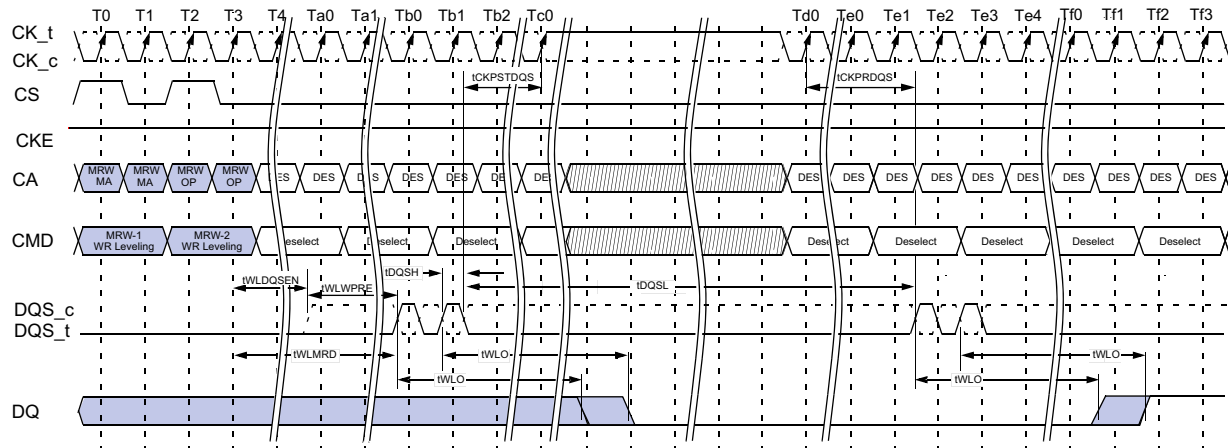 T0 T1 T2 T3 T4 Ta0 Ta1 Tb0 Tb1 Tb2 Tc0 Td0 Te0 Te1 Te2 Te3 Te4 Tf0 Tf1 Tf2 Tf3
CK_t
CK_c
tCKPSTDQS tCKPRDQS
CS
CKE
CA
MRW MA
MRW MA
MRW OP
MRW OP
DES DES DES DES DES DES DES DES DES DES DES DES DES DES DES DES DES
CMD
MRW-1 WR Leveling
MRW-2 WR Leveling
Deselect Deselect Deselect Deselect Deselect Deselect Deselect Deselect
tDQSH
tWLDQSEN tWLWPRE tDQSL
DQS_c
DQS_t
tWLMRD tWLO tWLO
tWLO tWLO
DQ